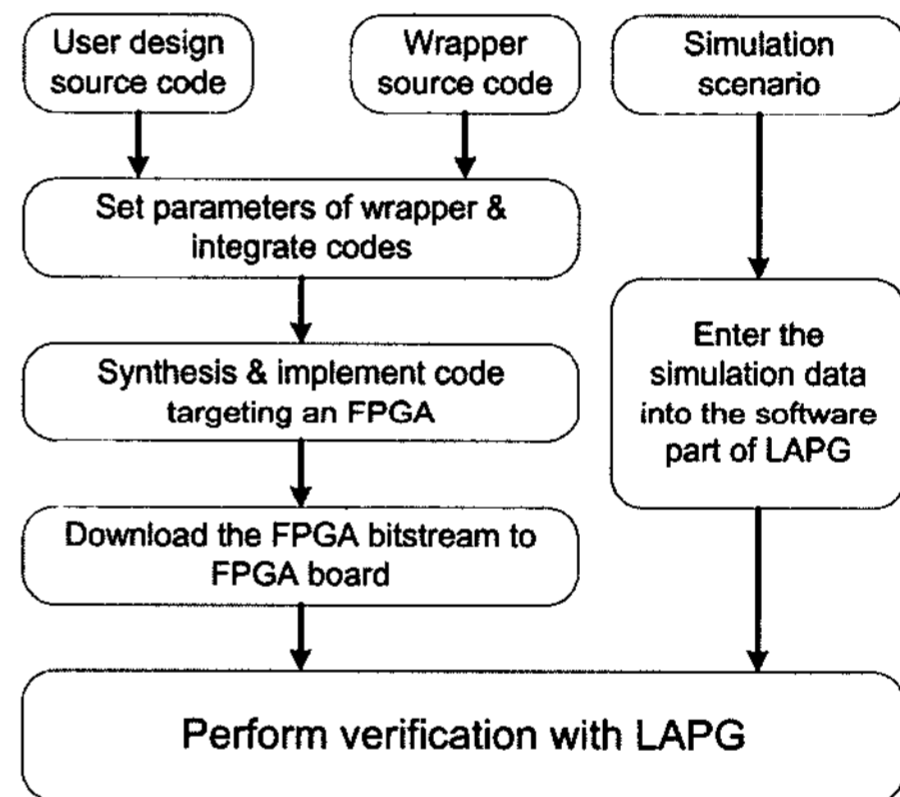 User design
source code
Wrapper
source code
Simulation
scenario
Set parameters of wrapper &
integrate codes
Enter the
simulation data
into the software
part of LAPG
Synthesis & implement code
targeting an FPGA
Download the FPGA bitstream to
FPGA board
Perform verification with LAPG